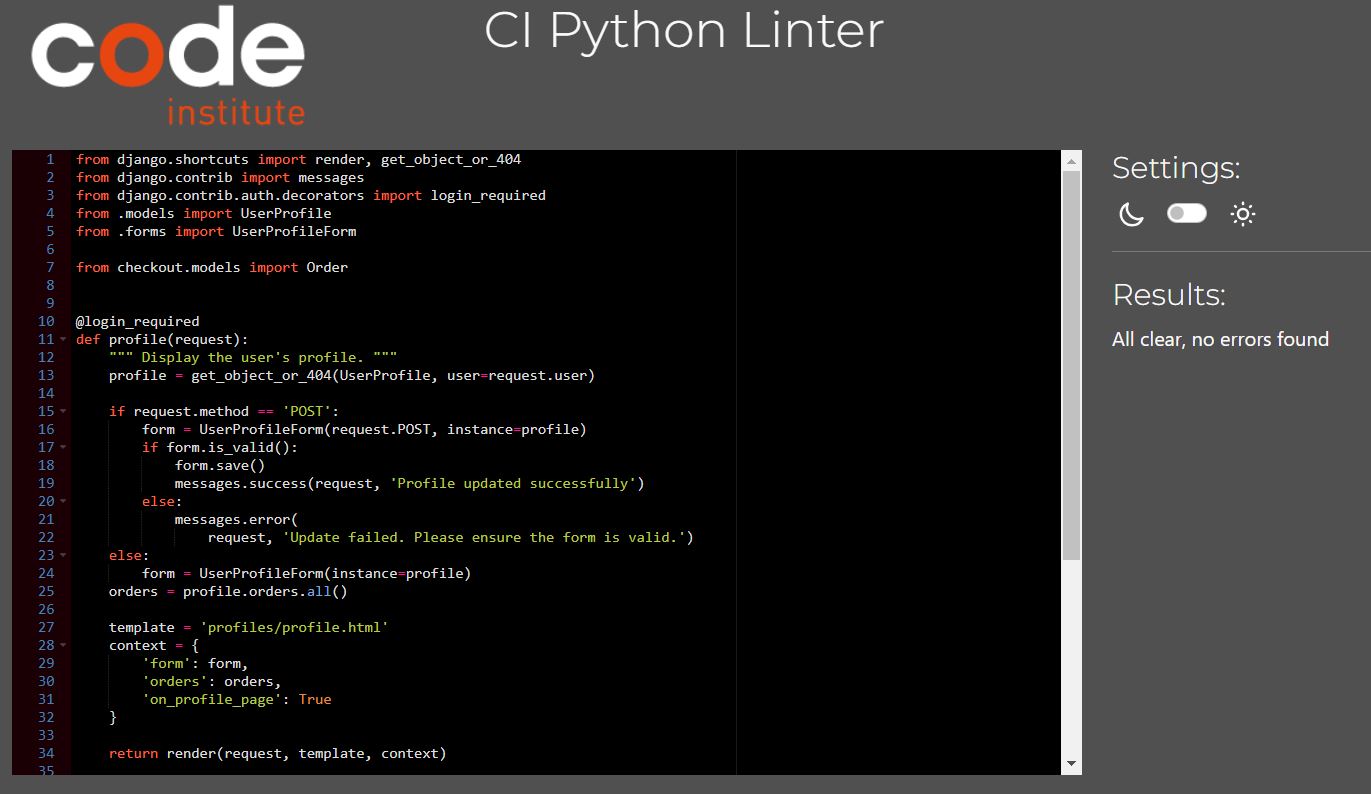 code
institute
CI Python Linter
1 from django.shortcuts import render, get_object_or_404
2 from django.contrib import messages
3 from django.contrib.auth.decorators import login_required
4 from .models import UserProfile
5 from .forms import UserProfileForm
6
7 from checkout.models import Order
8
9
10 @login_required
11 def profile(request):
12     """ Display the user's profile. """
13     profile = get_object_or_404(UserProfile, user=request.user)
14
15     if request.method == 'POST':
16         form = UserProfileForm(request.POST, instance=profile)
17         if form.is_valid():
18             form.save()
19             messages.success(request, 'Profile updated successfully')
20         else:
21             messages.error(
22                 request, 'Update failed. Please ensure the form is valid.')
23     else:
24         form = UserProfileForm(instance=profile)
25     orders = profile.orders.all()
26
27     template = 'profiles/profile.html'
28     context = {
29         'form': form,
30         'orders': orders,
31         'on_profile_page': True
32     }
33
34     return render(request, template, context)
35
Settings:
Results:
All clear, no errors found